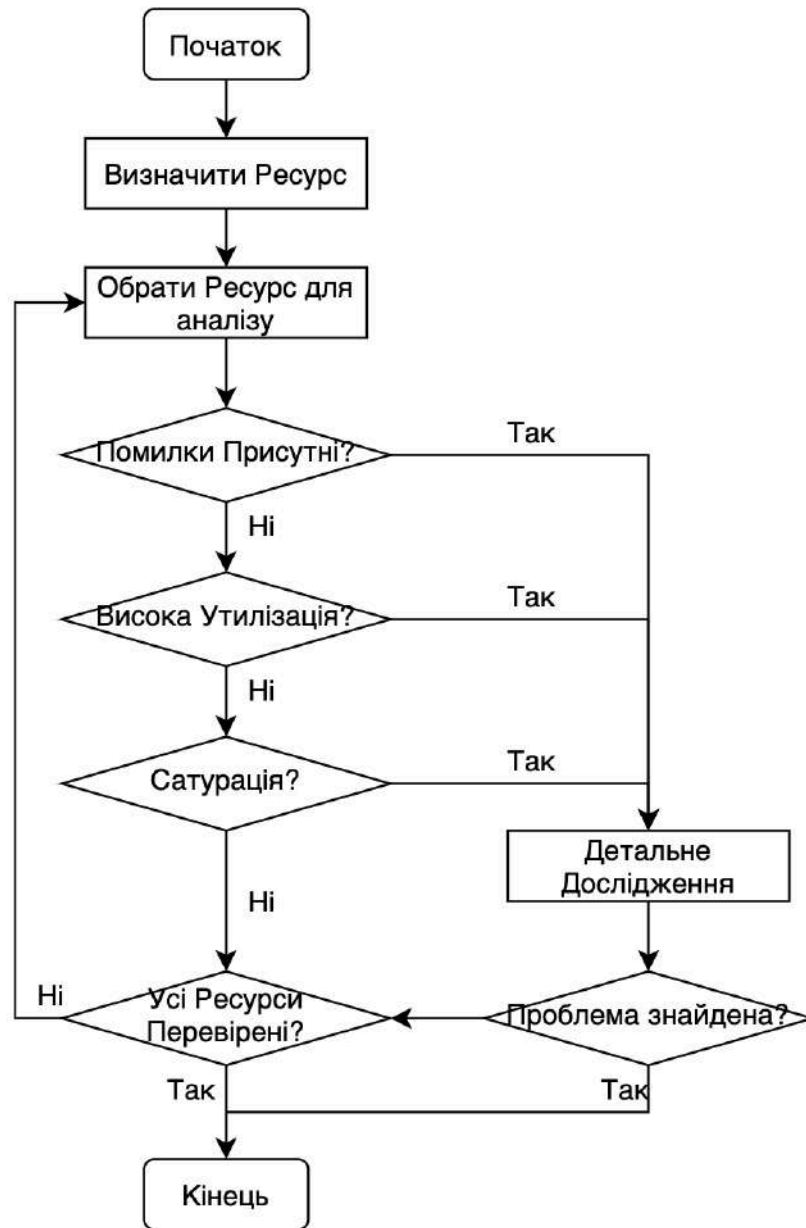 Початок
Визначити Ресурс
Обрати Ресурс для
аналізу
Помилки Присутні?
Так
Ні
Висока Утилізація?
Так
Ні
Сатурація?
Так
Ні
Детальне
Дослідження
Ні
Усі Ресурси
Перевірені?
Проблема знайдена?
Так
Так
Кінець